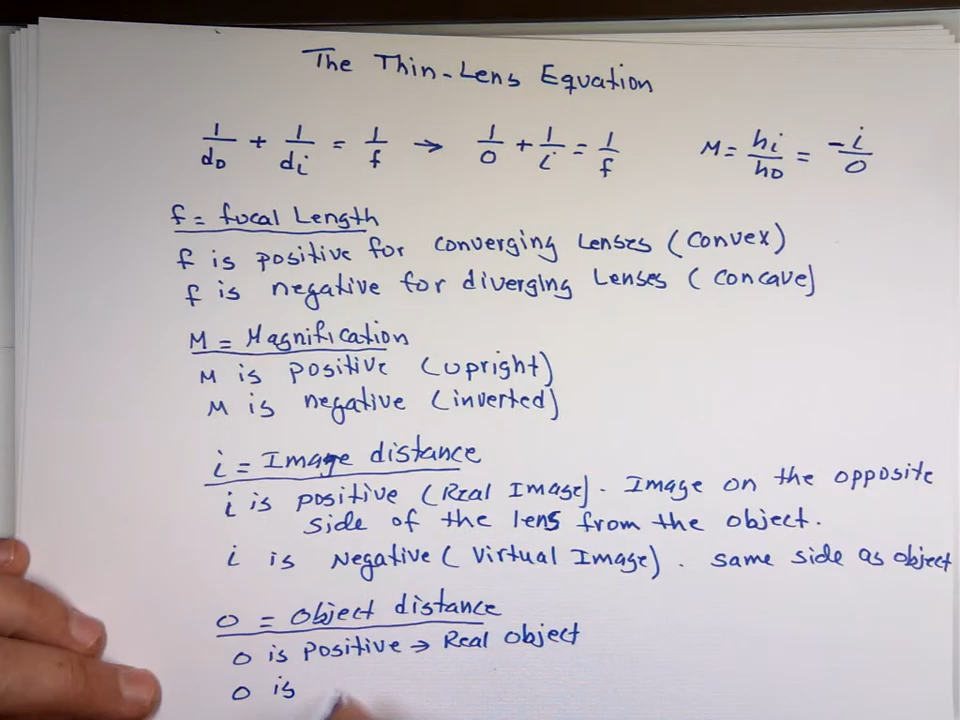 The Thin-Lens Equation
1/do + 1/di = 1/f → 1/o + 1/i = 1/f M = hi/ho = -i/o
f = focal Length
f is positive for converging Lenses (convex)
f is negative for diverging Lenses (concave)
M = Magnification
M is positive (upright)
M is negative (inverted)
i = Image distance
i is positive (Real Image). Image on the opposite
side of the lens from the object.
i is Negative (Virtual Image). same side as object
o = Object distance
o is Positive → Real object
o is